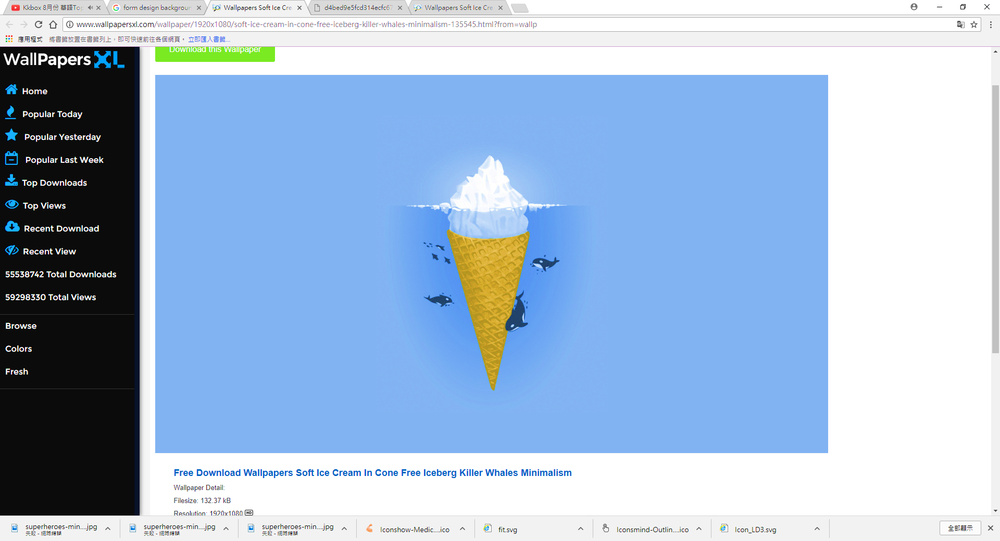 Kkbox 8月份 華語Top
form design backgroun
Wallpapers Soft Ice Cre
d4bed9e5fcd314ecfc67
Wallpapers Soft Ice Cre
www.wallpapersxl.com/wallpaper/1920x1080/soft-ice-cream-in-cone-free-iceberg-killer-whales-minimalism-135545.html?from=wallp
應用程式 將書籤放置在書籤列上，即可快速前往各個網頁。 立即匯入書籤...
WallPapers XL
Home
Popular Today
Popular Yesterday
Popular Last Week
Top Downloads
Top Views
Recent Download
Recent View
55538742 Total Downloads
59298330 Total Views
Browse
Colors
Fresh
Download this Wallpaper
Free Download Wallpapers Soft Ice Cream In Cone Free Iceberg Killer Whales Minimalism
Wallpaper Detail:
Filesize: 132.37 kB
Resolution: 1920x1080 HD
superheroes-min....jpg
失敗 - 網路錯誤
superheroes-min....jpg
失敗 - 網路錯誤
superheroes-min....jpg
失敗 - 網路錯誤
Iconshow-Medic....ico
fit.svg
Iconsmind-Outlin....ico
Icon_LD3.svg
全部顯示